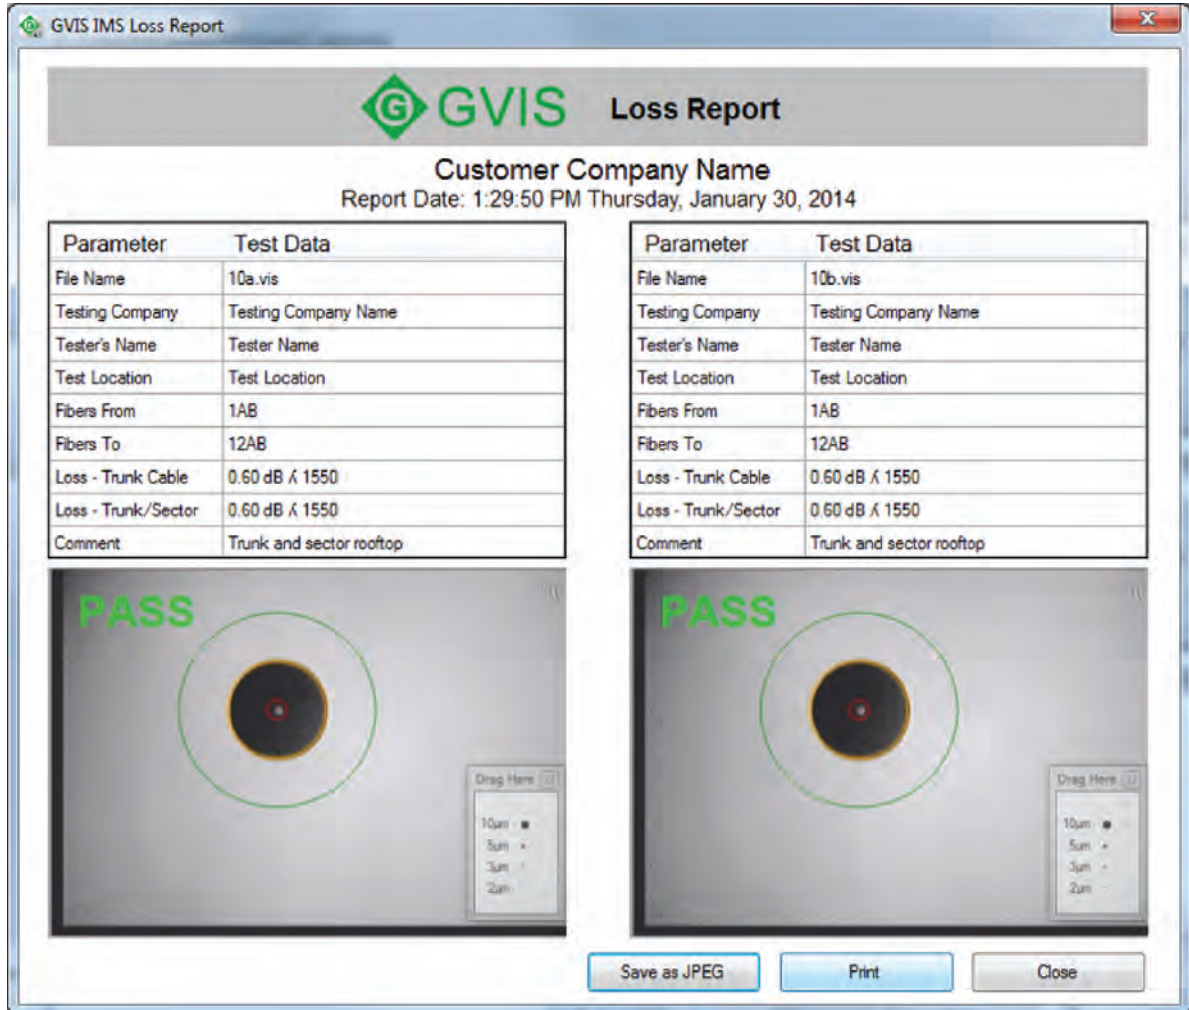 GVIS IMS Loss Report
GVIS Loss Report
Customer Company Name
Report Date: 1:29:50 PM Thursday, January 30, 2014
Parameter Test Data
File Name 10a.vis
Testing Company Testing Company Name
Tester's Name Tester Name
Test Location Test Location
Fibers From 1AB
Fibers To 12AB
Loss - Trunk Cable 0.60 dB ʎ 1550
Loss - Trunk/Sector 0.60 dB ʎ 1550
Comment Trunk and sector rooftop
PASS
Drag Here
10µm
5µm
3µm
2µm
Parameter Test Data
File Name 10b.vis
Testing Company Testing Company Name
Tester's Name Tester Name
Test Location Test Location
Fibers From 1AB
Fibers To 12AB
Loss - Trunk Cable 0.60 dB ʎ 1550
Loss - Trunk/Sector 0.60 dB ʎ 1550
Comment Trunk and sector rooftop
PASS
Drag Here
10µm
5µm
3µm
2µm
Save as JPEG
Print
Close